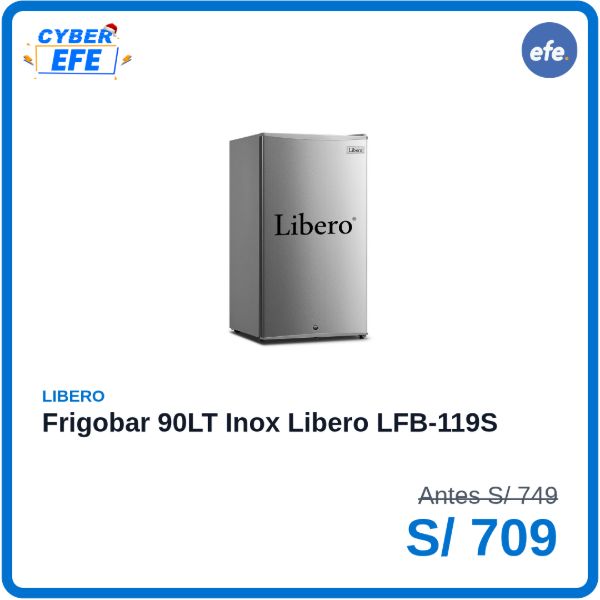 CYBER
EFE
efe.
Libero
Libero®
LIBERO
Frigobar 90LT Inox Libero LFB-119S
Antes S/ 749
S/ 709